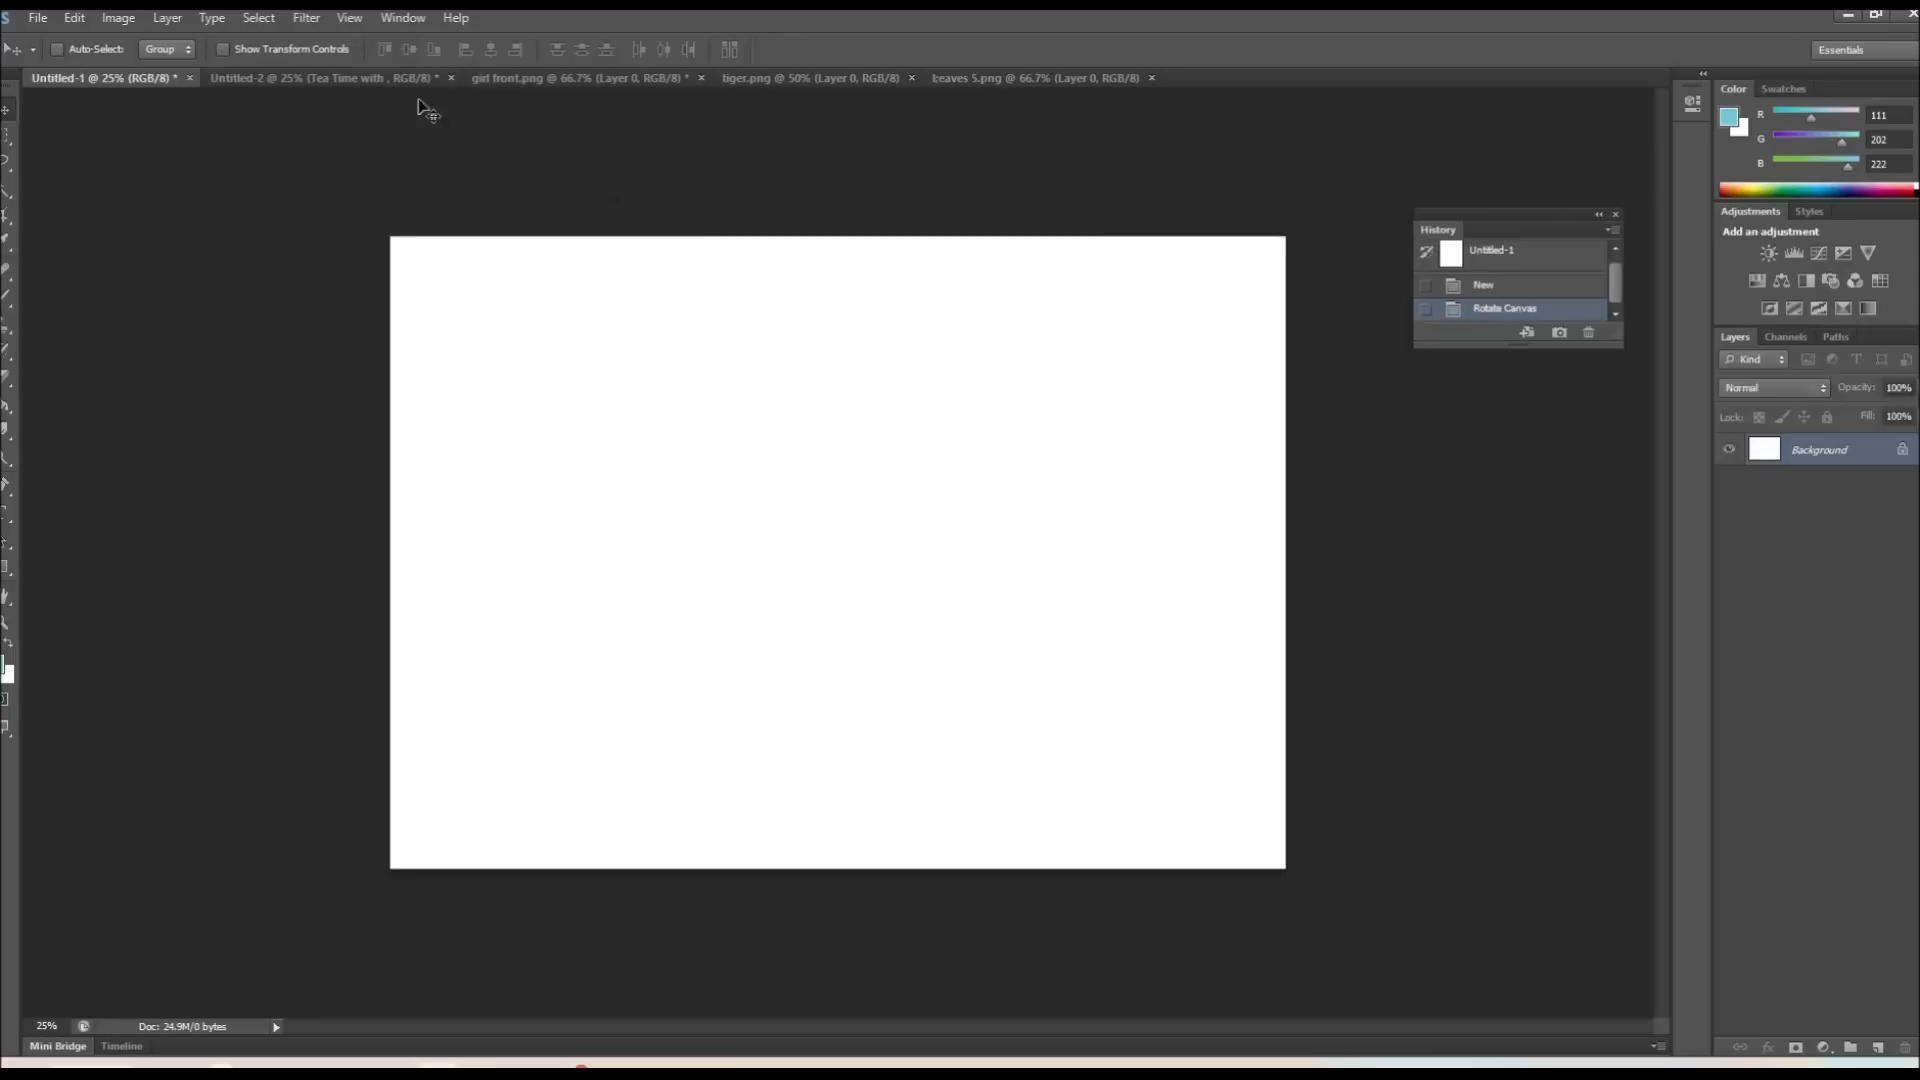 File Edit Image Layer Type Select Filter View Window Help
Auto-Select: Group Show Transform Controls Essentials
Untitled-1 @ 25% (RGB/8) * × Untitled-2 @ 25% (Tea Time with , RGB/8) * × girl front.png @ 66.7% (Layer 0, RGB/8) * × tiger.png @ 50% (Layer 0, RGB/8) × leaves 5.png @ 66.7% (Layer 0, RGB/8) ×
Color Swatches
R 111
G 202
B 222
Adjustments Styles
Add an adjustment
History
Untitled-1
New
Rotate Canvas
Layers Channels Paths
Kind
Normal Opacity: 100%
Lock: Fill: 100%
Background
25% Doc: 24.9M/0 bytes
Mini Bridge Timeline